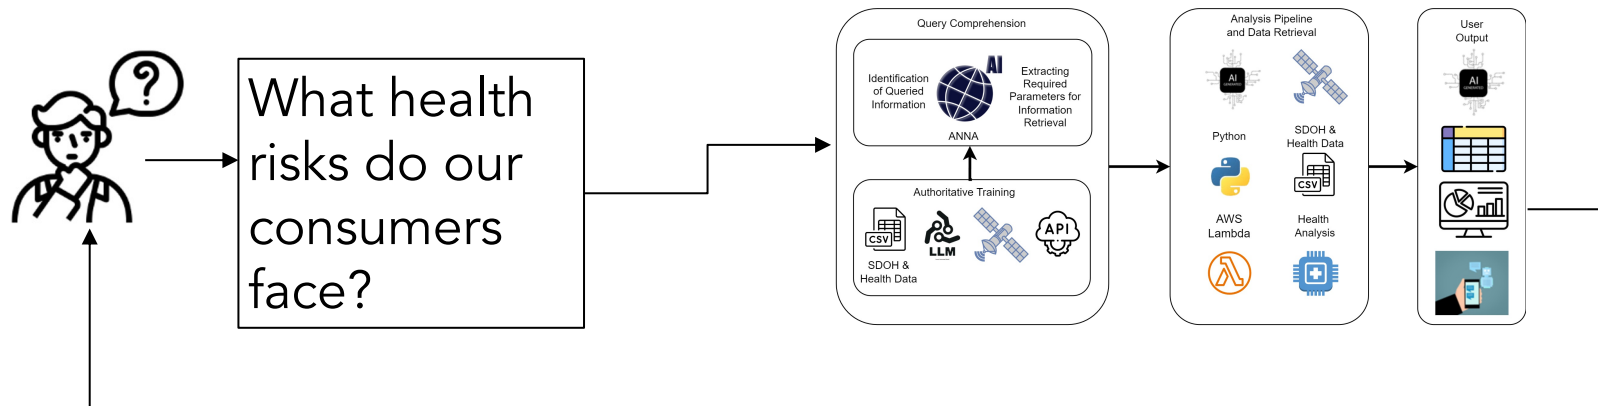 ?
What health
risks do our
consumers
face?
Query Comprehension
Identification
of Queried
Information
AI
Extracting
Required
Parameters for
Information
Retrieval
ANNA
Authoritative Training
CSV
SDOH &
Health Data
LLM
API
Analysis Pipeline
and Data Retrieval
AI
GENERATED
Python
SDOH &
Health Data
CSV
AWS
Lambda
Health
Analysis
User
Output
AI
GENERATED